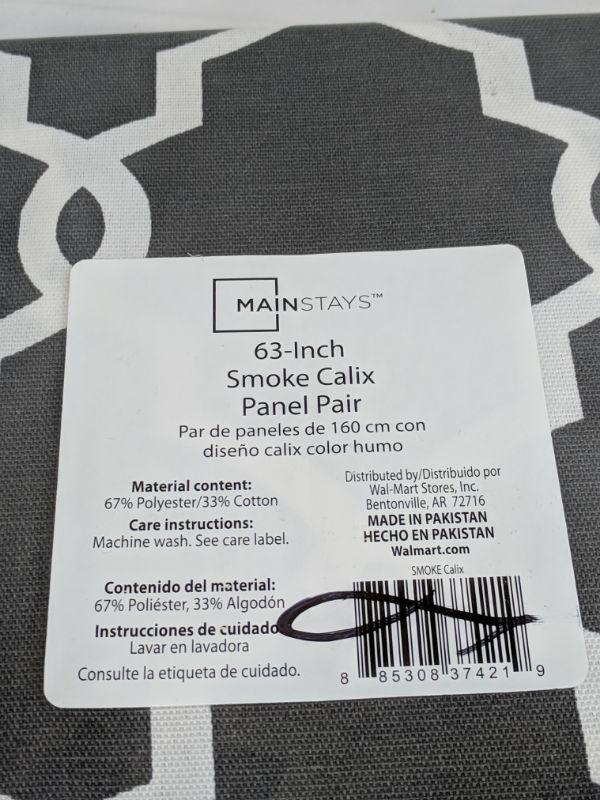 MAINSTAYS™
63-Inch
Smoke Calix
Panel Pair
Par de paneles de 160 cm con
diseño calix color humo
Material content:
67% Polyester/33% Cotton
Care instructions:
Machine wash. See care label.
Contenido del material:
67% Poliéster, 33% Algodón
Instrucciones de cuidado
Lavar en lavadora
Consulte la etiqueta de cuidado.
Distributed by/Distribuido por
Wal-Mart Stores, Inc.
Bentonville, AR 72716
MADE IN PAKISTAN
HECHO EN PAKISTAN
Walmart.com
SMOKE Calix
8 85308 37421 9